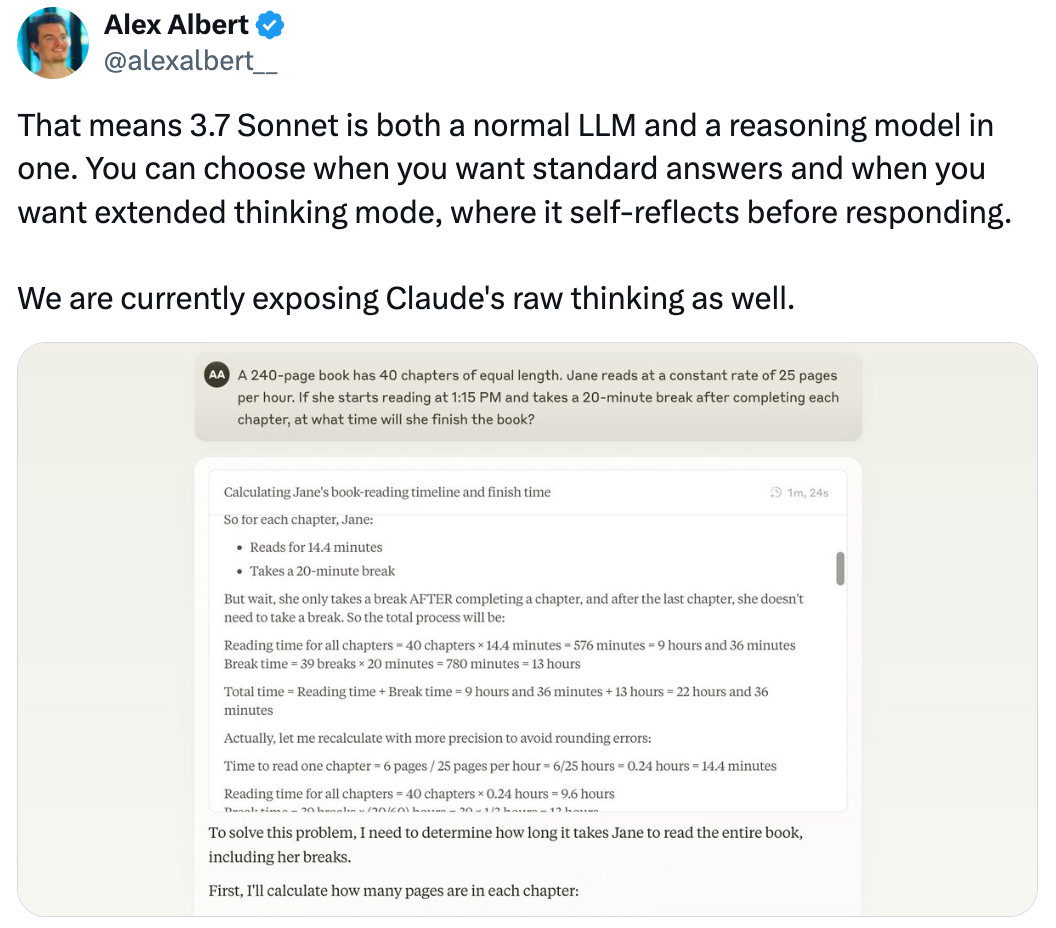 Alex Albert
@alexalbert__
That means 3.7 Sonnet is both a normal LLM and a reasoning model in
one. You can choose when you want standard answers and when you
want extended thinking mode, where it self-reflects before responding.
We are currently exposing Claude's raw thinking as well.
AA
A 240-page book has 40 chapters of equal length. Jane reads at a constant rate of 25 pages
per hour. If she starts reading at 1:15 PM and takes a 20-minute break after completing each
chapter, at what time will she finish the book?
Calculating Jane's book-reading timeline and finish time
1m, 24s
So for each chapter, Jane:
• Reads for 14.4 minutes
• Takes a 20-minute break
But wait, she only takes a break AFTER completing a chapter, and after the last chapter, she doesn't
need to take a break. So the total process will be:
Reading time for all chapters = 40 chapters × 14.4 minutes = 576 minutes = 9 hours and 36 minutes
Break time = 39 breaks × 20 minutes = 780 minutes = 13 hours
Total time = Reading time + Break time = 9 hours and 36 minutes + 13 hours = 22 hours and 36
minutes
Actually, let me recalculate with more precision to avoid rounding errors:
Time to read one chapter = 6 pages / 25 pages per hour = 6/25 hours = 0.24 hours = 14.4 minutes
Reading time for all chapters = 40 chapters × 0.24 hours = 9.6 hours
Break time = 39 breaks × (20/60) hours = 39 × 1/3 hours = 13 hours
To solve this problem, I need to determine how long it takes Jane to read the entire book,
including her breaks.
First, I'll calculate how many pages are in each chapter: